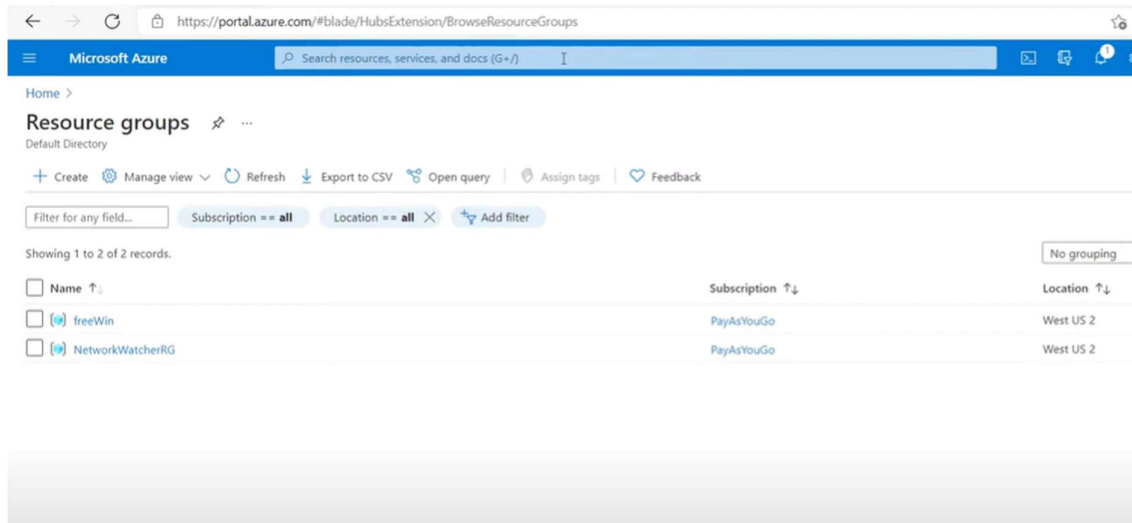 https://portal.azure.com/#blade/HubsExtension/BrowseResourceGroups
Microsoft Azure Search resources, services, and docs (G+/) 1
Home >
Resource groups ...
Default Directory
+ Create Manage view Refresh Export to CSV Open query Assign tags Feedback
Filter for any field... Subscription == all Location == all Add filter
Showing 1 to 2 of 2 records. No grouping
Name ↑↓ Subscription ↑↓ Location ↑↓
freeWin PayAsYouGo West US 2
NetworkWatcherRG PayAsYouGo West US 2